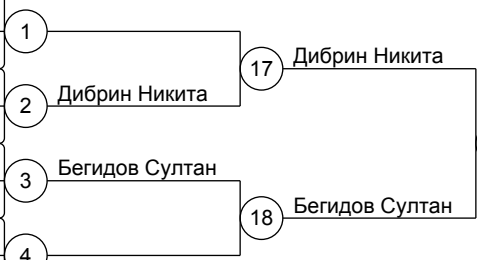 1
17 Дибрин Никита
2 Дибрин Никита
3 Бегидов Султан
18 Бегидов Султан
4